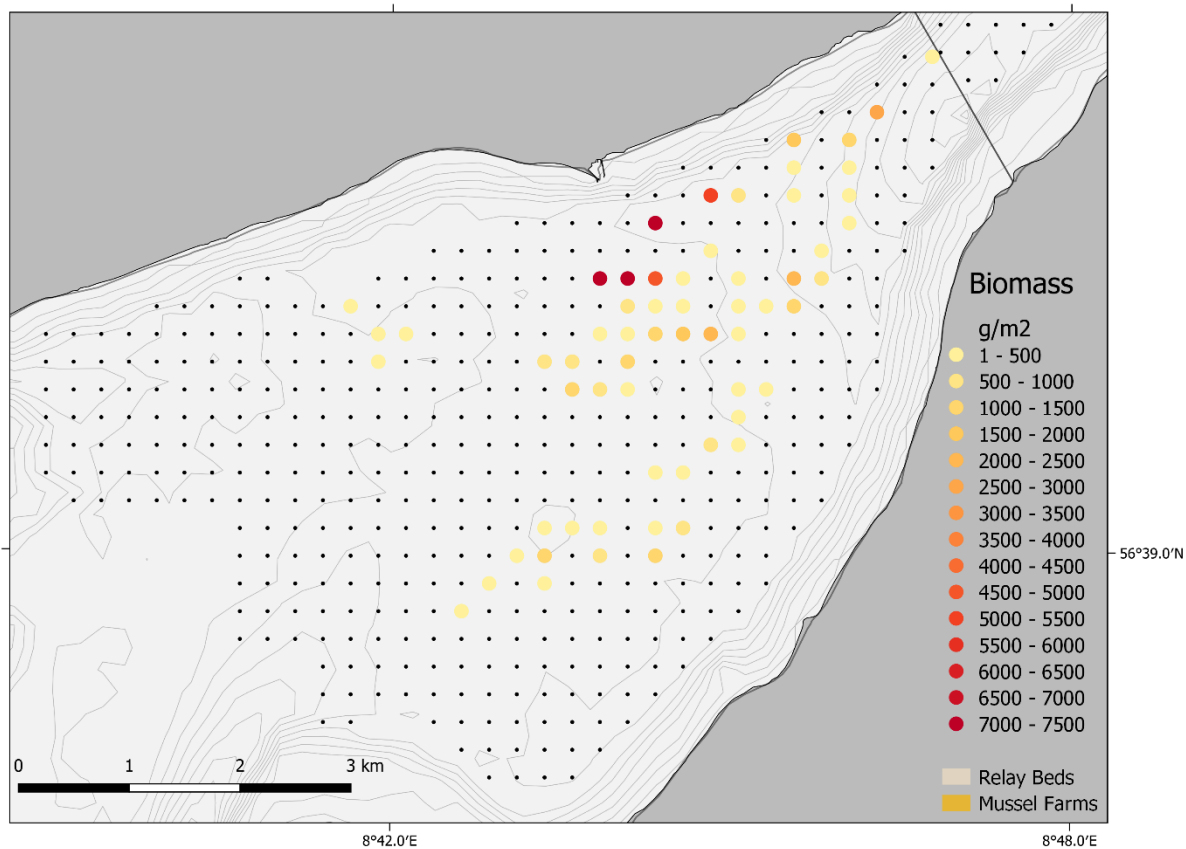 Biomass
g/m2
1 - 500
500 - 1000
1000 - 1500
1500 - 2000
2000 - 2500
2500 - 3000
3000 - 3500
3500 - 4000
4000 - 4500
4500 - 5000
5000 - 5500
5500 - 6000
6000 - 6500
6500 - 7000
7000 - 7500
Relay Beds
Mussel Farms
56°39.0′N
0 1 2 3 km
8°42.0′E 8°48.0′E